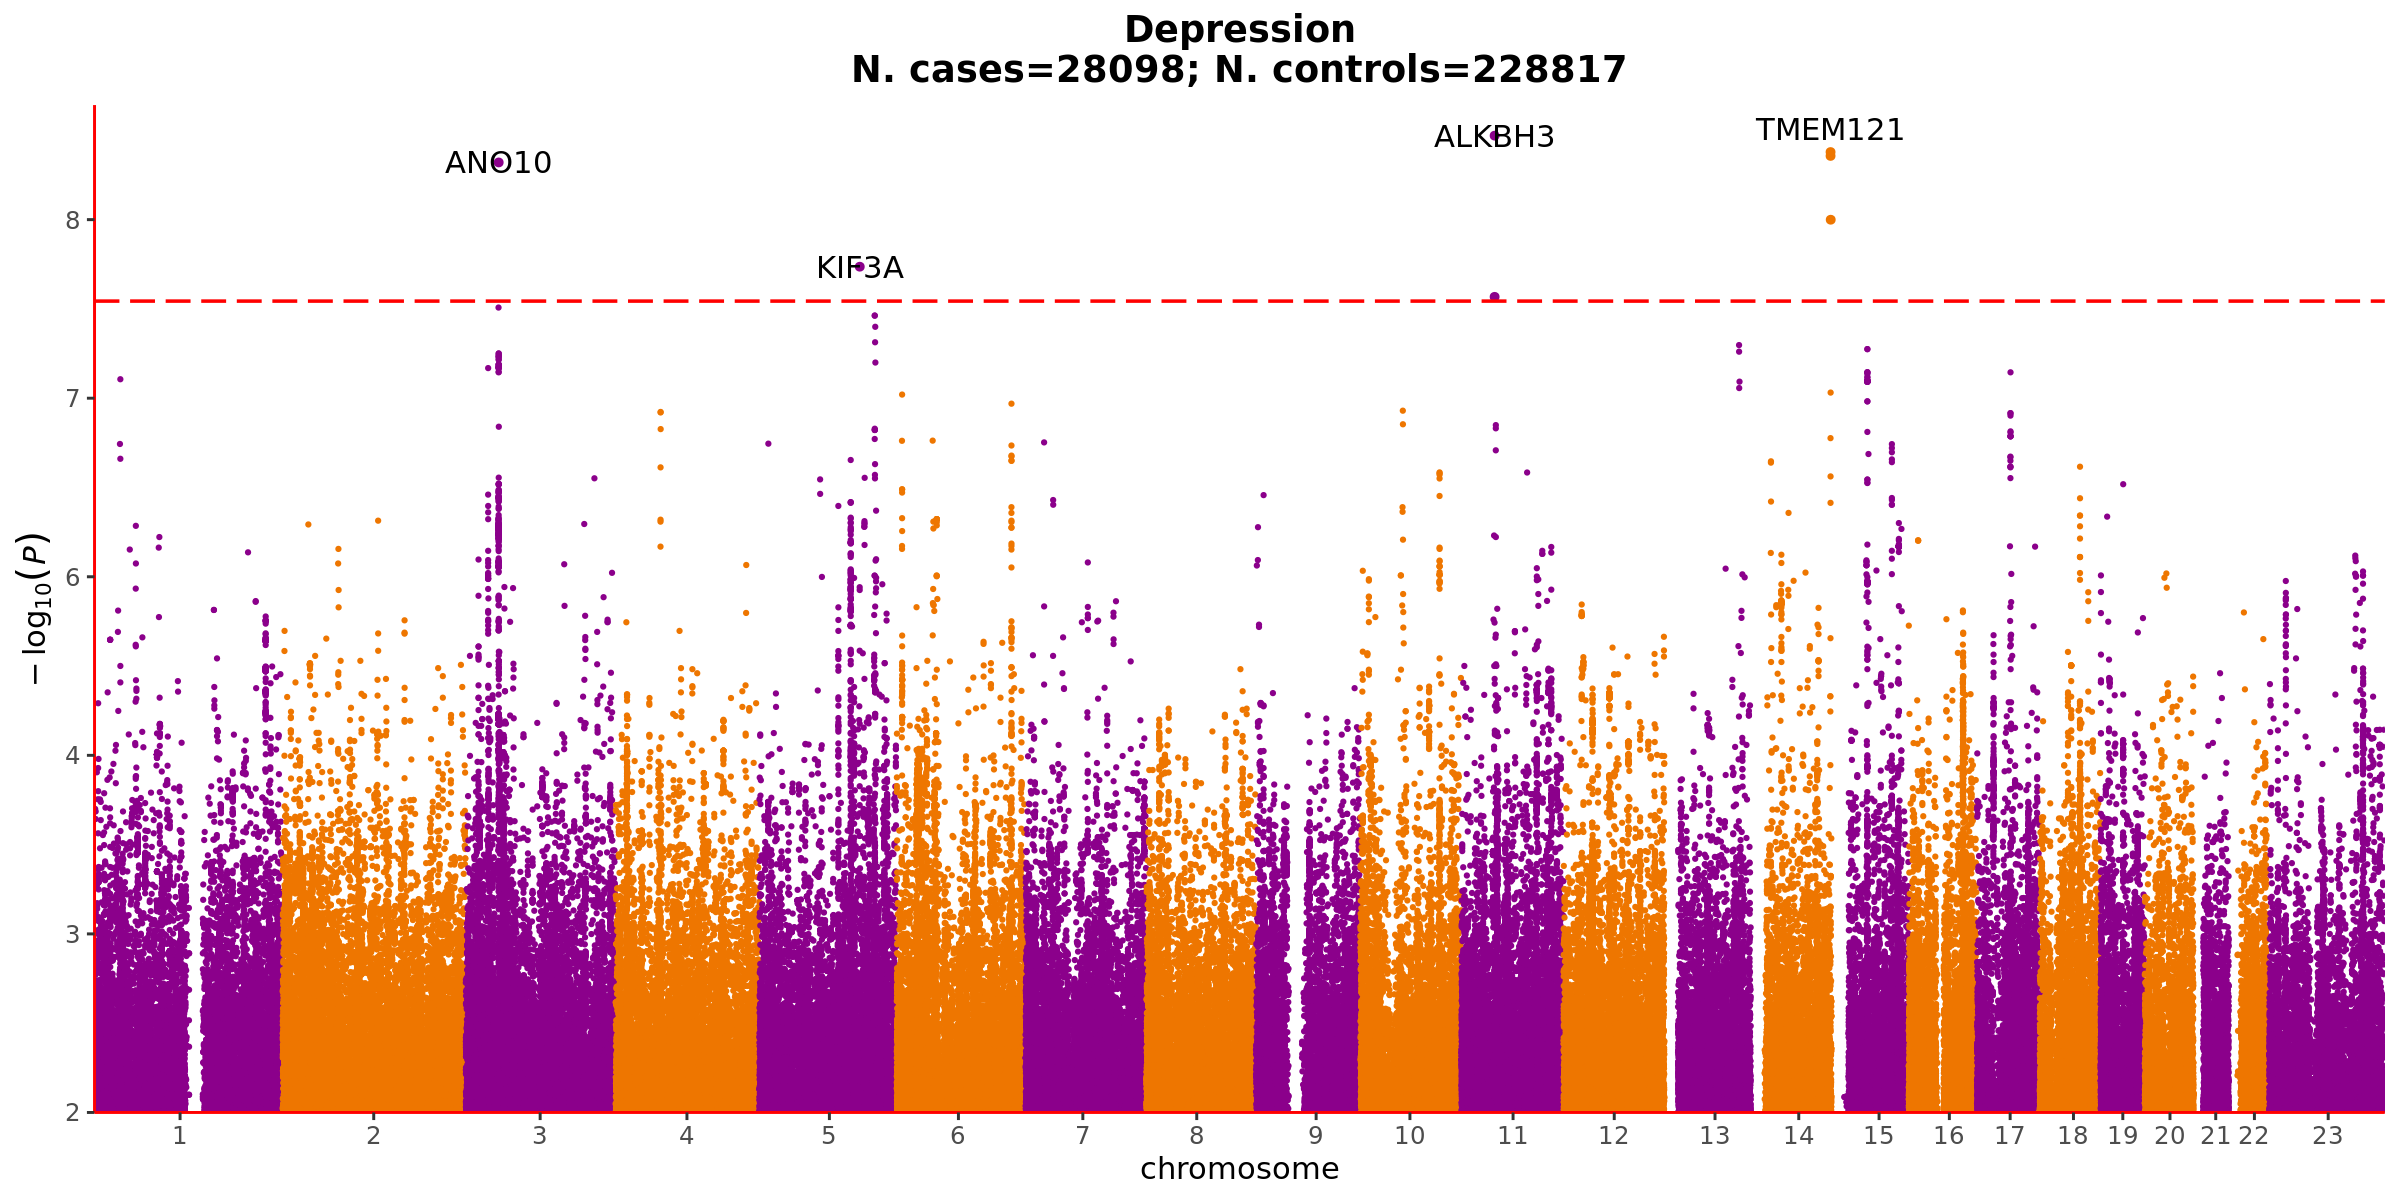 Depression
N. cases=28098; N. controls=228817
ANO10
ALKBH3
TMEM121
KIF3A
8
7
6
4
3
2
−log10(P)
1 2 3 4 5 6 7 8 9 10 11 12 13 14 15 16 17 18 19 20 21 22 23
chromosome